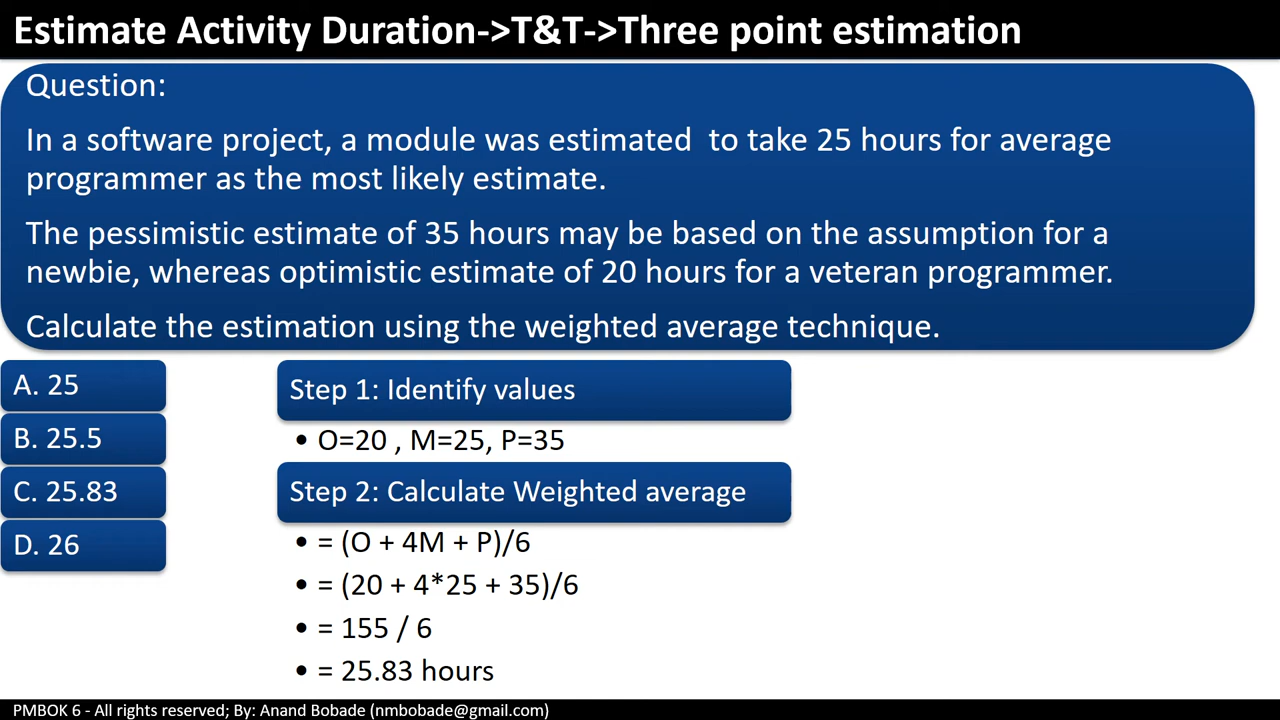 Estimate Activity Duration->T&T->Three point estimation
Question:
In a software project, a module was estimated  to take 25 hours for average
programmer as the most likely estimate.
The pessimistic estimate of 35 hours may be based on the assumption for a
newbie, whereas optimistic estimate of 20 hours for a veteran programmer.
Calculate the estimation using the weighted average technique.
A. 25
B. 25.5
C. 25.83
D. 26
Step 1: Identify values
• O=20 , M=25, P=35
Step 2: Calculate Weighted average
• = (O + 4M + P)/6
• = (20 + 4*25 + 35)/6
• = 155 / 6
• = 25.83 hours
PMBOK 6 - All rights reserved; By: Anand Bobade (nmbobade@gmail.com)